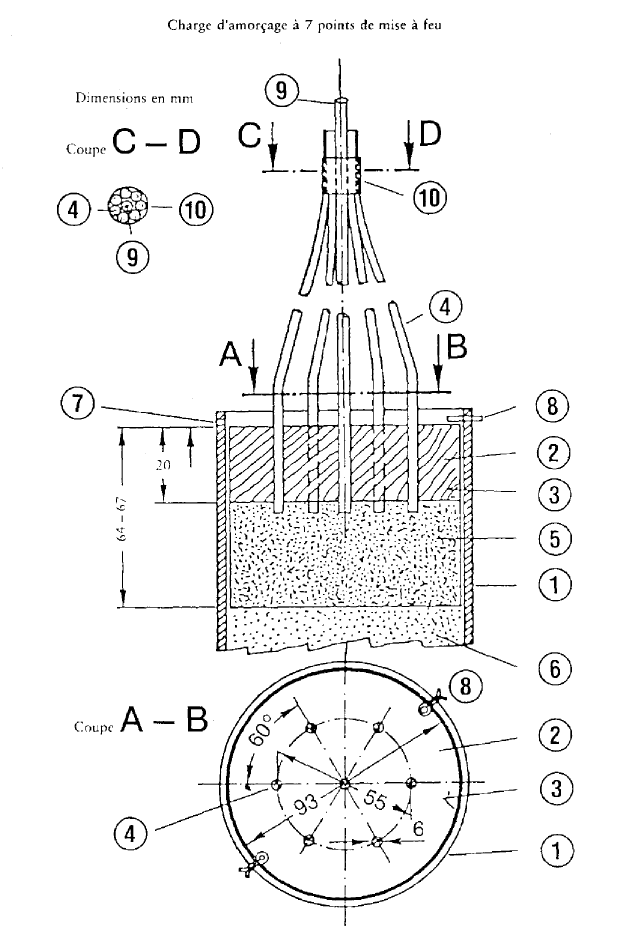 Charge d'amorçage à 7 points de mise à feu
9
Dimensions en mm
C D
Coupe C – D
4 10 10
9
4
A B
7 8
20 2
3
64–67 5
1
6
8
Coupe A – B
60° 2
93 55 3
4 6
1